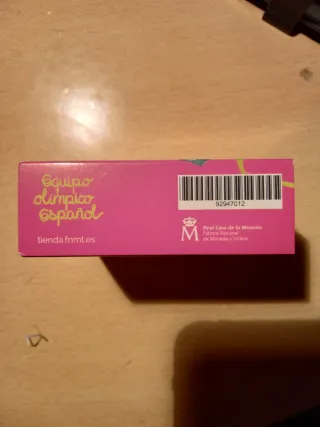 equipo
olímpico
español
tienda.fnmt.es
92947012
M
Real Casa de la Moneda
Fábrica Nacional
de Moneda y Timbre